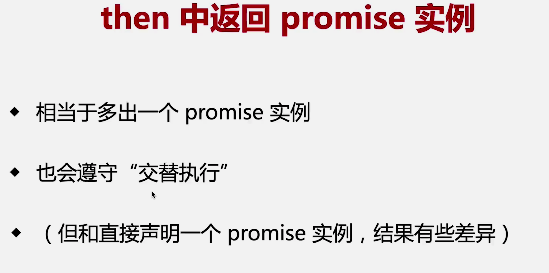 then 中返回 promise 实例
◆ 相当于多出一个 promise 实例
◆ 也会遵守“交替执行”
◆ （但和直接声明一个 promise 实例，结果有些差异）